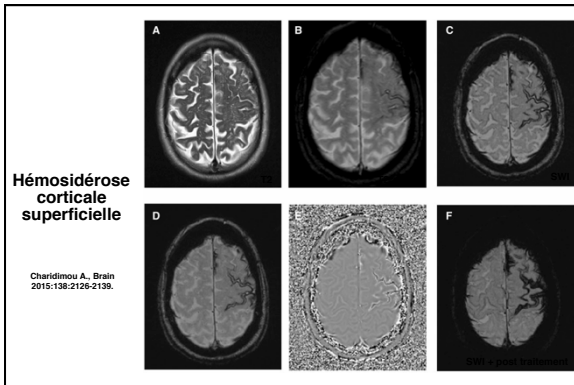 A
B
C
T2
SWI
Hémosidérose
corticale
superficielle
D
E
F
Charidimou A., Brain
2015:138:2126-2139.
SWI + post traitement